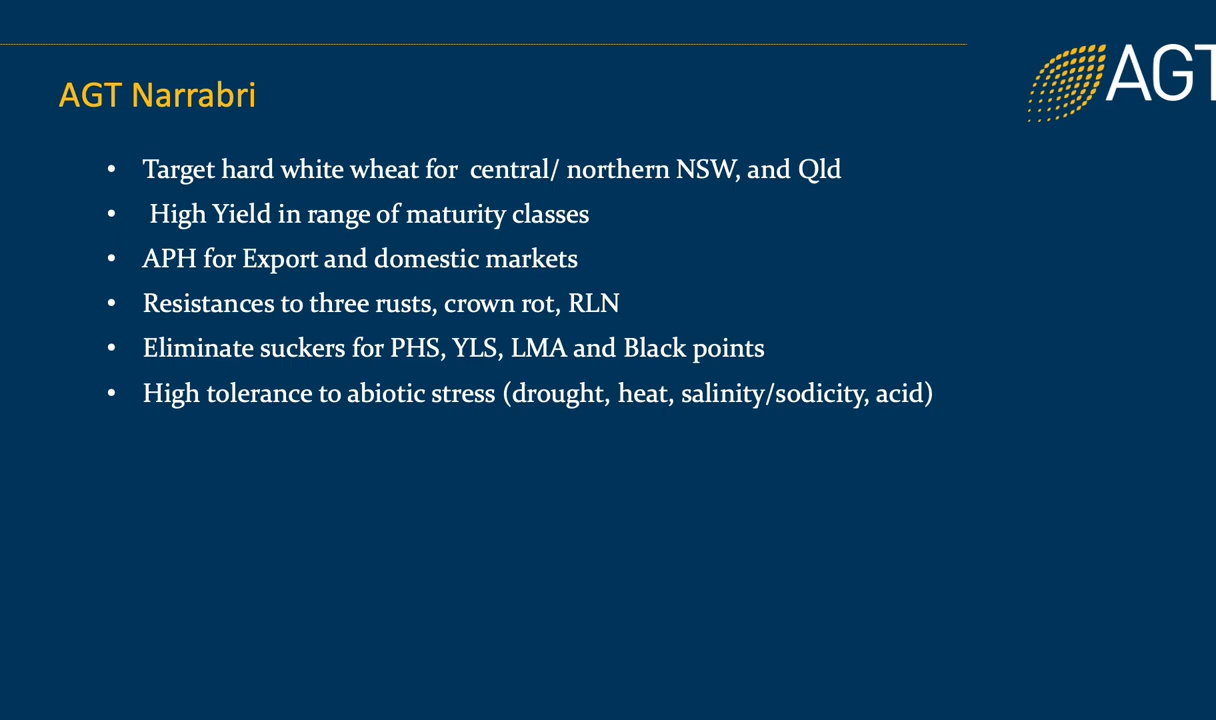 AGT
AGT Narrabri
• Target hard white wheat for  central/ northern NSW, and Qld
•  High Yield in range of maturity classes
• APH for Export and domestic markets
• Resistances to three rusts, crown rot, RLN
• Eliminate suckers for PHS, YLS, LMA and Black points
• High tolerance to abiotic stress (drought, heat, salinity/sodicity, acid)